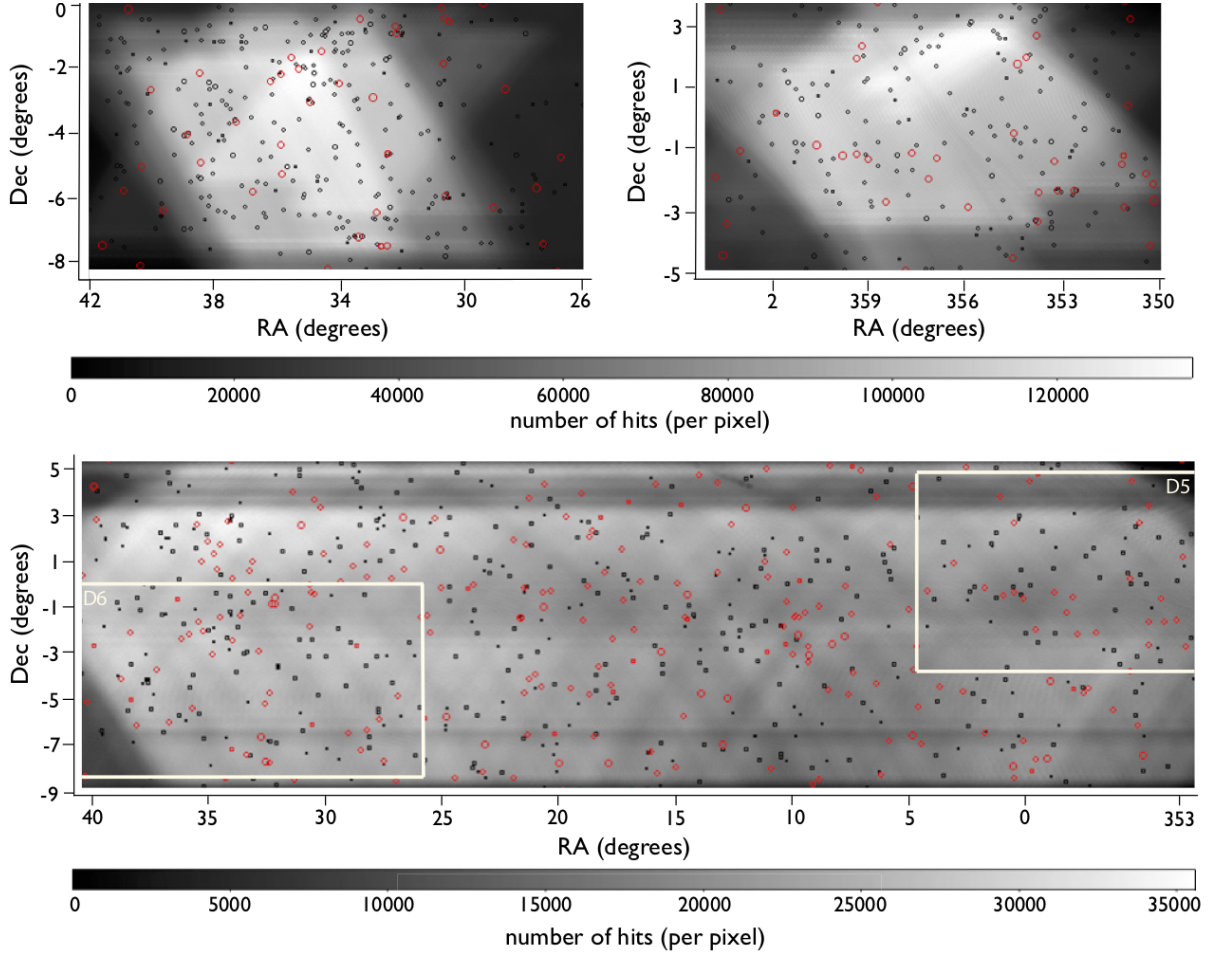 0
-2
-4
-6
-8
Dec (degrees)
42 38 34 30 26
RA (degrees)
3
1
-1
-3
-5
Dec (degrees)
2 359 356 353 350
RA (degrees)
0 20000 40000 60000 80000 100000 120000
number of hits (per pixel)
5
3
1
-1
-3
-5
-7
-9
Dec (degrees)
D5
D6
40 35 30 25 20 15 10 5 0 353
RA (degrees)
0 5000 10000 15000 20000 25000 30000 35000
number of hits (per pixel)